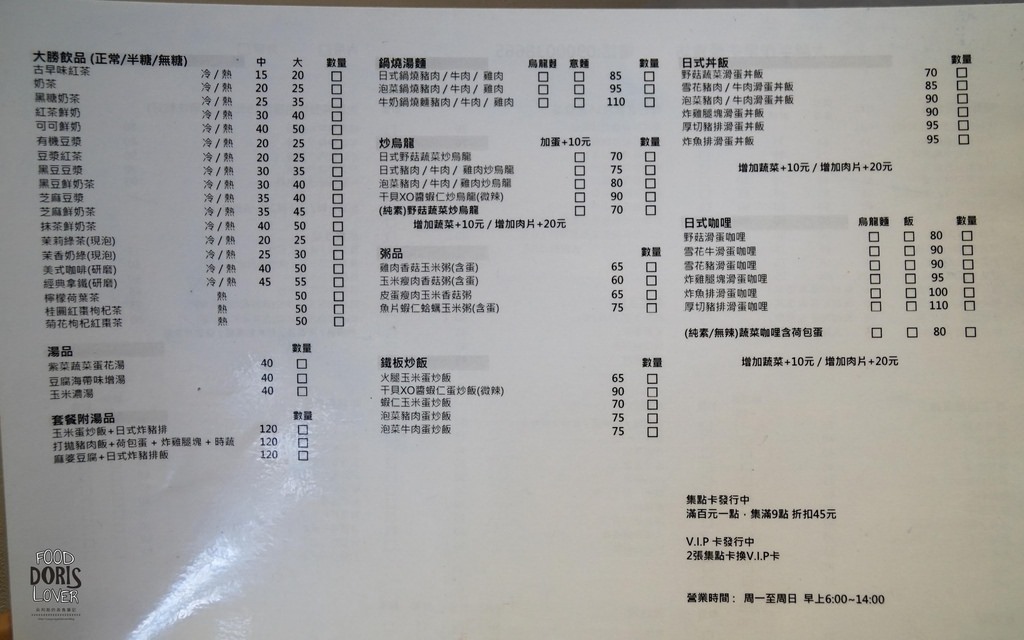 大勝飲品 (正常/半糖/無糖) 中 大 數量
古早味紅茶 冷 / 熱 15 20 □
奶茶 冷 / 熱 20 25 □
黑糖奶茶 冷 / 熱 25 35 □
紅茶鮮奶 冷 / 熱 30 40 □
可可鮮奶 冷 / 熱 40 50 □
有機豆漿 冷 / 熱 20 25 □
豆漿紅茶 冷 / 熱 20 25 □
黑豆豆漿 冷 / 熱 30 35 □
黑豆鮮奶茶 冷 / 熱 30 40 □
芝麻豆漿 冷 / 熱 35 40 □
芝麻鮮奶茶 冷 / 熱 35 45 □
抹茶鮮奶茶 冷 / 熱 40 50 □
茉莉綠茶(現泡) 冷 / 熱 20 25 □
茉香奶綠(現泡) 冷 / 熱 25 30 □
美式咖啡(研磨) 冷 / 熱 40 50 □
經典拿鐵(研磨) 冷 / 熱 45 55 □
檸檬荷葉茶 熱 50 □
桂圓紅棗枸杞茶 熱 50 □
菊花枸杞紅棗茶 熱 50 □
湯品 數量
紫菜蔬菜蛋花湯 40 □
豆腐海帶味增湯 40 □
玉米濃湯 40 □
套餐附湯品 數量
玉米蛋炒飯+日式炸豬排 120 □
打拋豬肉飯+荷包蛋 + 炸雞腿塊 + 時蔬 120 □
麻婆豆腐+日式炸豬排飯 120 □
鍋燒湯麵 烏龍麵 意麵 數量
日式鍋燒豬肉 / 牛肉 / 雞肉 □ □ 85 □
泡菜鍋燒豬肉 / 牛肉 / 雞肉 □ □ 95 □
牛奶鍋燒麵豬肉 / 牛肉 / 雞肉 □ □ 110 □
炒烏龍 加蛋+10元 數量
日式野菇蔬菜炒烏龍 □ 70 □
日式豬肉 / 牛肉 / 雞肉炒烏龍 □ 75 □
泡菜豬肉 / 牛肉 / 雞肉炒烏龍 □ 80 □
干貝XO醬蝦仁炒烏龍(微辣) □ 90 □
(純素)野菇蔬菜炒烏龍 □ 70 □
增加蔬菜+10元 / 增加肉片+20元
粥品 數量
雞肉香菇玉米粥(含蛋) 65 □
玉米瘦肉香菇粥(含蛋) 60 □
皮蛋瘦肉玉米香菇粥 65 □
魚片蝦仁蛤蠣玉米粥(含蛋) 75 □
鐵板炒飯 數量
火腿玉米蛋炒飯 65 □
干貝XO醬蝦仁蛋炒飯(微辣) 90 □
蝦仁玉米蛋炒飯 70 □
泡菜豬肉蛋炒飯 75 □
泡菜牛肉蛋炒飯 75 □
日式丼飯 數量
野菇蔬菜滑蛋丼飯 70 □
雪花豬肉 / 牛肉滑蛋丼飯 85 □
泡菜豬肉 / 牛肉滑蛋丼飯 90 □
炸雞腿塊滑蛋丼飯 90 □
厚切豬排滑蛋丼飯 95 □
炸魚排滑蛋丼飯 95 □
增加蔬菜+10元 / 增加肉片+20元
日式咖哩 烏龍麵 飯 數量
野菇滑蛋咖哩 □ □ 80 □
雪花牛滑蛋咖哩 □ □ 90 □
雪花豬滑蛋咖哩 □ □ 90 □
炸雞腿塊滑蛋咖哩 □ □ 95 □
炸魚排滑蛋咖哩 □ □ 100 □
厚切豬排滑蛋咖哩 □ □ 110 □
(純素/無辣)蔬菜咖哩含荷包蛋 □ □ 80 □
增加蔬菜+10元 / 增加肉片+20元
集點卡發行中
滿百元一點，集滿9點 折扣45元
V.I.P 卡發行中
2張集點卡換V.I.P卡
營業時間： 周一至周日 早上6:00~14:00
FOOD
DORIS
LOVER